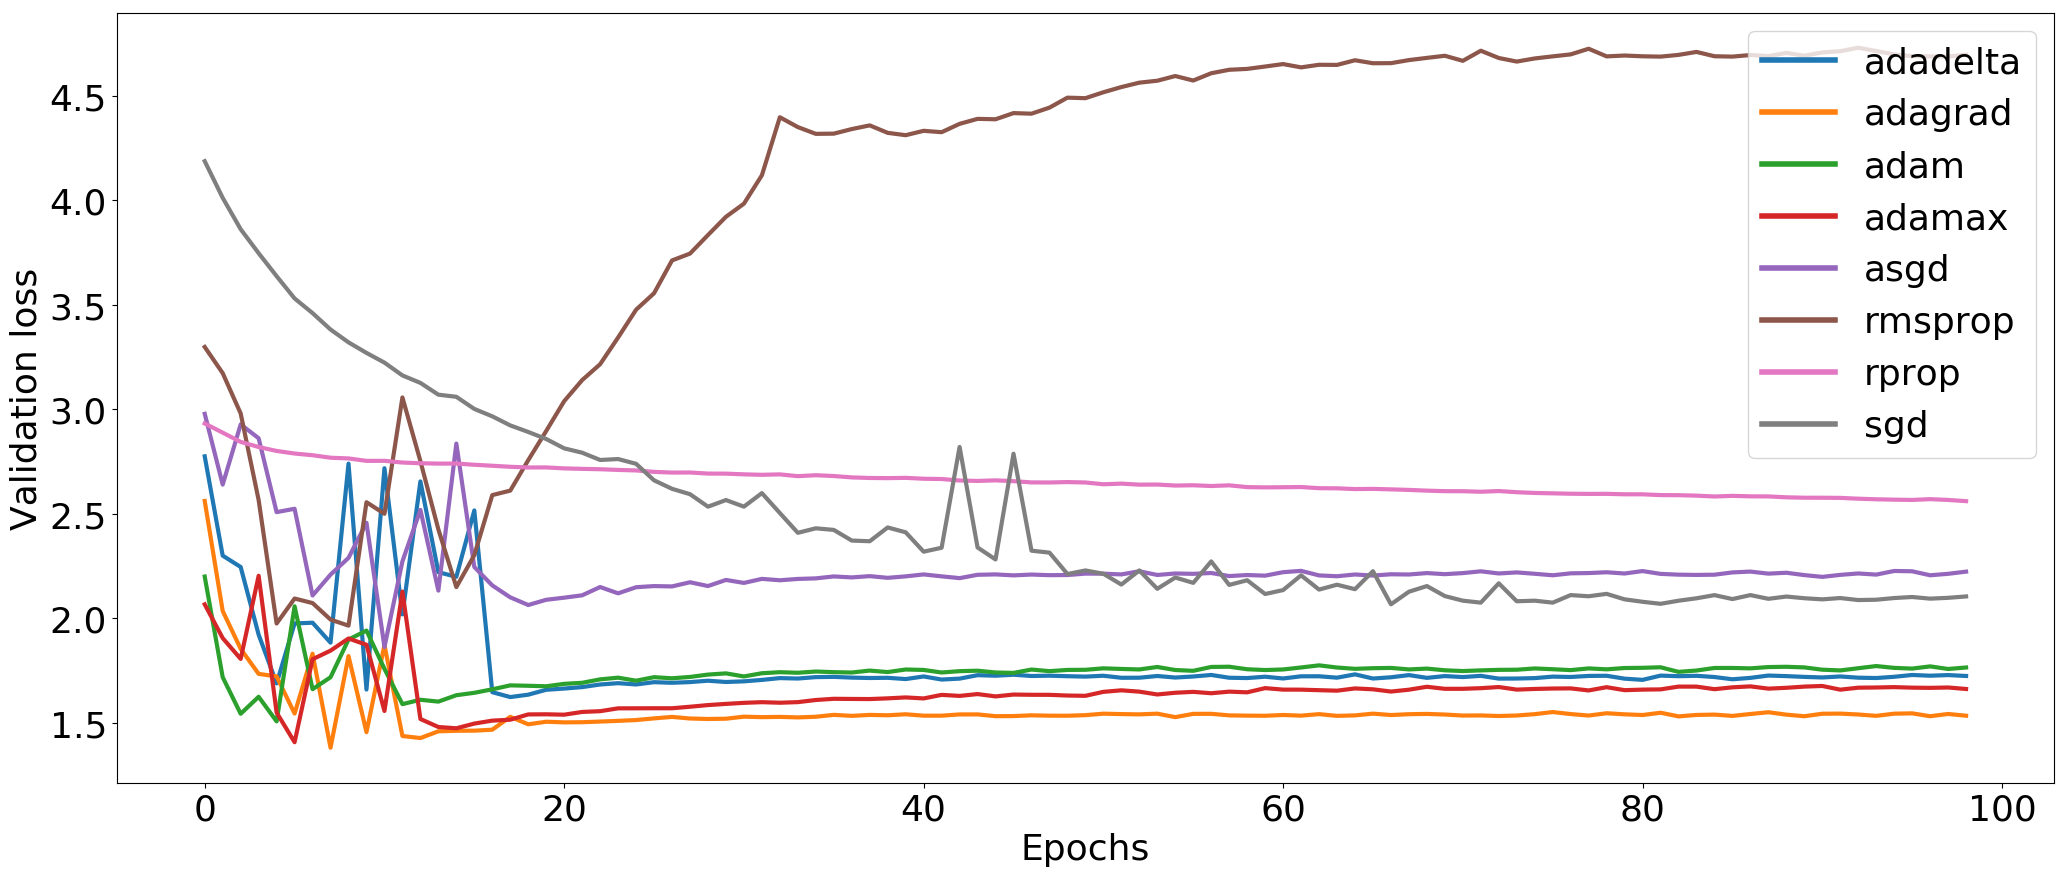 4.5
4.0
3.5
3.0
2.5
2.0
1.5
Validation loss
0 20 40 60 80 100
Epochs
adadelta
adagrad
adam
adamax
asgd
rmsprop
rprop
sgd